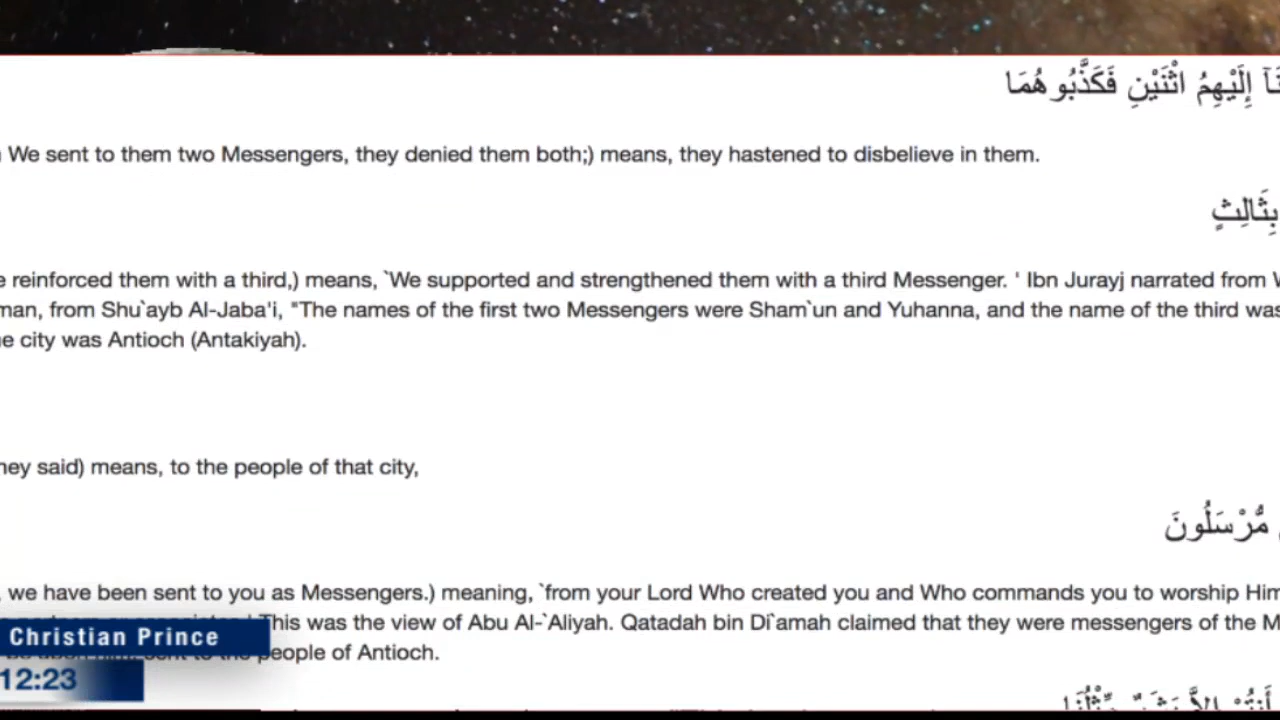 إِلَيْهِمُ اثْنَيْنِ فَكَذَّبُوهُمَا
We sent to them two Messengers, they denied them both;) means, they hastened to disbelieve in them.
بِثَالِثٍ
reinforced them with a third,) means, `We supported and strengthened them with a third Messenger. ' Ibn Jurayj narrated from
from Shu`ayb Al-Jaba'i, "The names of the first two Messengers were Sham`un and Yuhanna, and the name of the third was
city was Antioch (Antakiyah).
said) means, to the people of that city,
مُّرْسَلُونَ
, we have been sent to you as Messengers.) meaning, `from your Lord Who created you and Who commands you to worship Him
This was the view of Abu Al-`Aliyah. Qatadah bin Di`amah claimed that they were messengers of the
people of Antioch.
Christian Prince
12:23